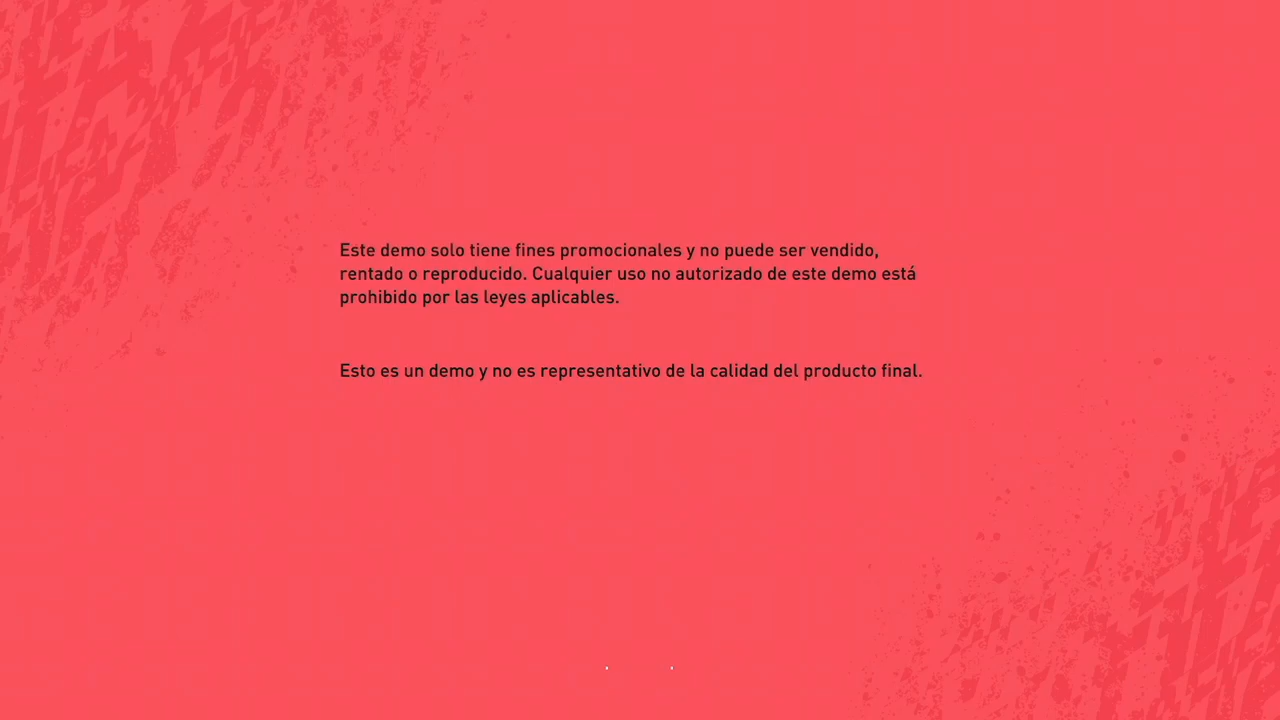 Este demo solo tiene fines promocionales y no puede ser vendido,
rentado o reproducido. Cualquier uso no autorizado de este demo está
prohibido por las leyes aplicables.
Esto es un demo y no es representativo de la calidad del producto final.